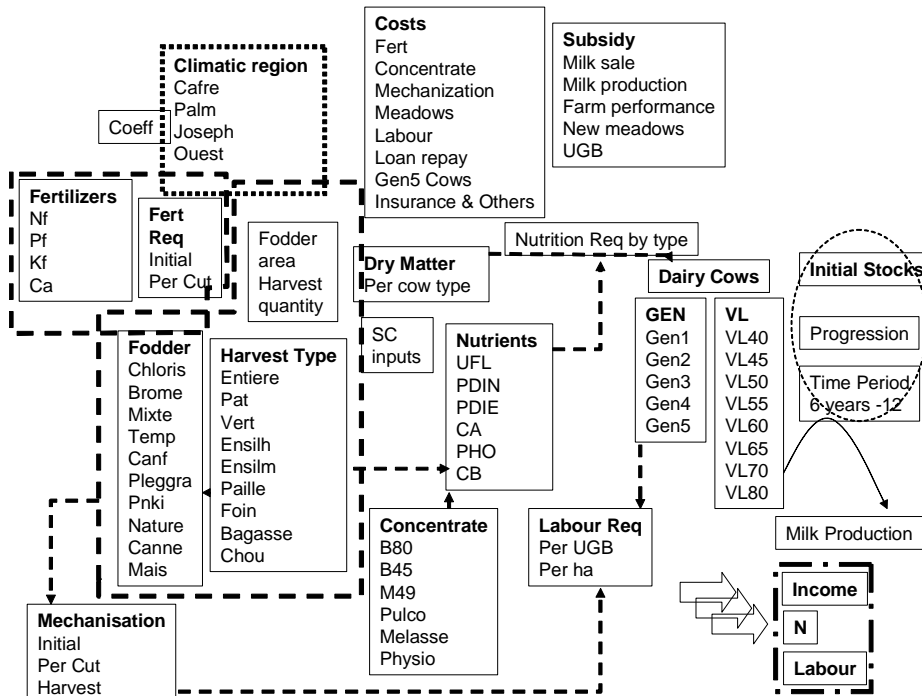 Costs
Fert
Concentrate
Mechanization
Meadows
Labour
Loan repay
Gen5 Cows
Insurance & Others
Subsidy
Milk sale
Milk production
Farm performance
New meadows
UGB
Climatic region
Cafre
Palm
Joseph
Ouest
Coeff
Fertilizers
Nf
Pf
Kf
Ca
Fert
Req
Initial
Per Cut
Fodder
area
Harvest
quantity
Nutrition Req by type
Dry Matter
Per cow type
Dairy Cows
Initial Stocks
Progression
Time Period
6 years -12
GEN
Gen1
Gen2
Gen3
Gen4
Gen5
VL
VL40
VL45
VL50
VL55
VL60
VL65
VL70
VL80
SC
inputs
Nutrients
UFL
PDIN
PDIE
CA
PHO
CB
Fodder
Chloris
Brome
Mixte
Temp
Canf
Pleggra
Pnki
Nature
Canne
Mais
Harvest Type
Entiere
Pat
Vert
Ensilh
Ensilm
Paille
Foin
Bagasse
Chou
Concentrate
B80
B45
M49
Pulco
Melasse
Physio
Labour Req
Per UGB
Per ha
Milk Production
Mechanisation
Initial
Per Cut
Harvest
Income
N
Labour